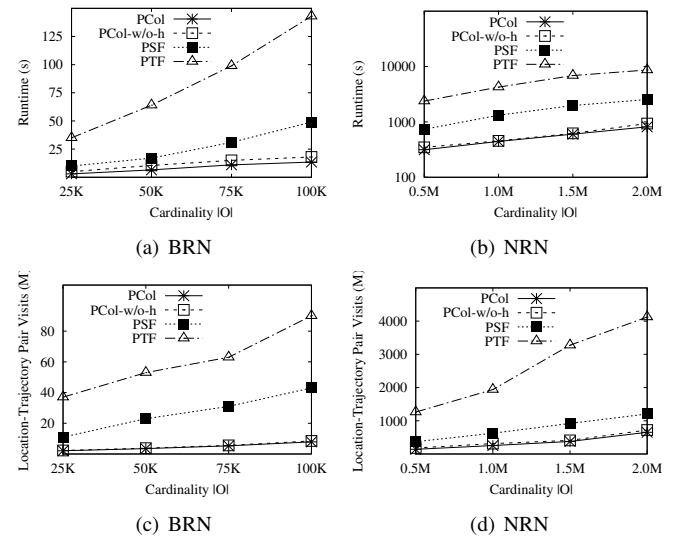 PCol
PCol-w/o-h
PSF
PTF
Runtime (s)
125
100
75
50
25
25K 50K 75K 100K
Cardinality |O|
(a) BRN
PCol
PCol-w/o-h
PSF
PTF
Runtime (s)
10000
1000
100
0.5M 1.0M 1.5M 2.0M
Cardinality |O|
(b) NRN
PCol
PCol-w/o-h
PSF
PTF
Location-Trajectory Pair Visits (M)
80
60
40
20
25K 50K 75K 100K
Cardinality |O|
(c) BRN
PCol
PCol-w/o-h
PSF
PTF
Location-Trajectory Pair Visits (M)
4000
3000
2000
1000
0.5M 1.0M 1.5M 2.0M
Cardinality |O|
(d) NRN